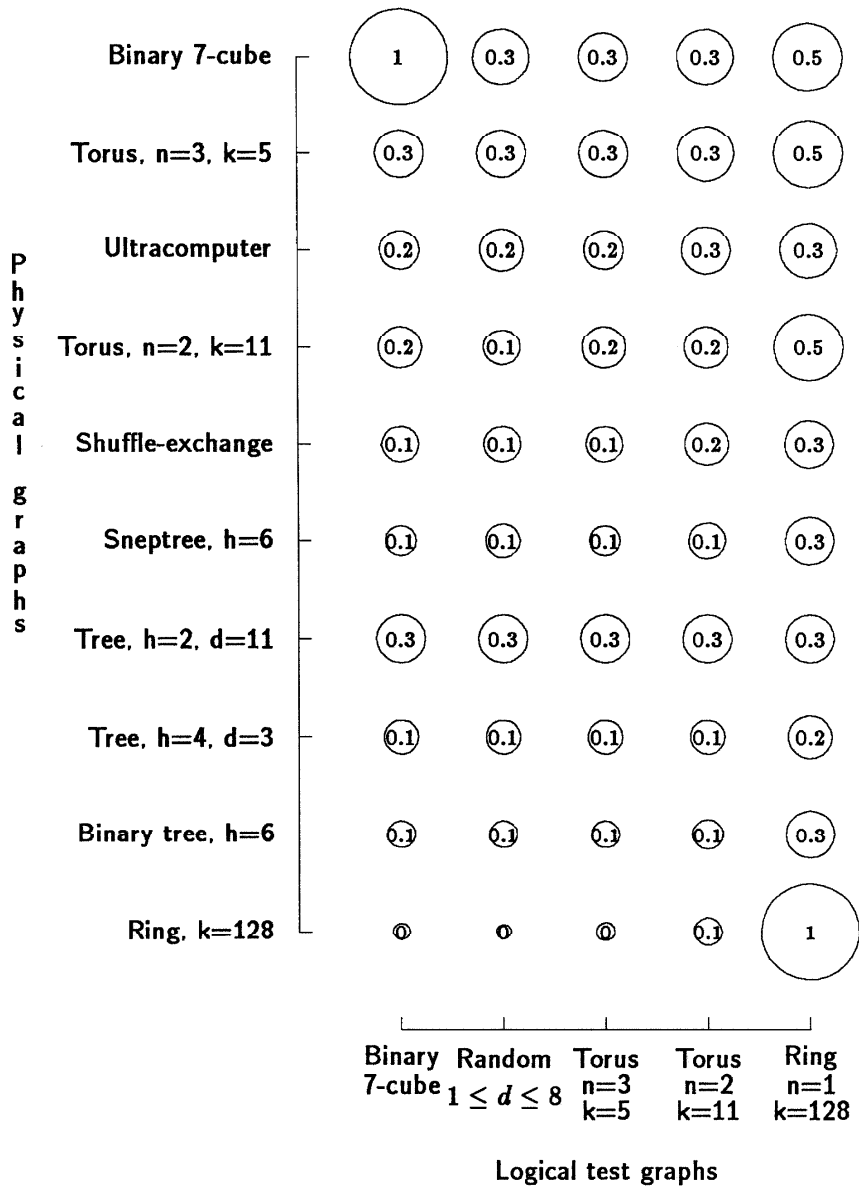 Binary 7-cube 1 0.3 0.3 0.3 0.5
Torus, n=3, k=5 0.3 0.3 0.3 0.3 0.5
Ultracomputer 0.2 0.2 0.2 0.3 0.3
Torus, n=2, k=11 0.2 0.1 0.2 0.2 0.5
Shuffle-exchange 0.1 0.1 0.1 0.2 0.3
Sneptree, h=6 0.1 0.1 0.1 0.1 0.3
Tree, h=2, d=11 0.3 0.3 0.3 0.3 0.3
Tree, h=4, d=3 0.1 0.1 0.1 0.1 0.2
Binary tree, h=6 0.1 0.1 0.1 0.1 0.3
Ring, k=128 0 0 0 0.1 1
Physical graphs
Binary Random Torus Torus Ring
7-cube 1 ≤ d ≤ 8 n=3 n=2 n=1
k=5 k=11 k=128
Logical test graphs